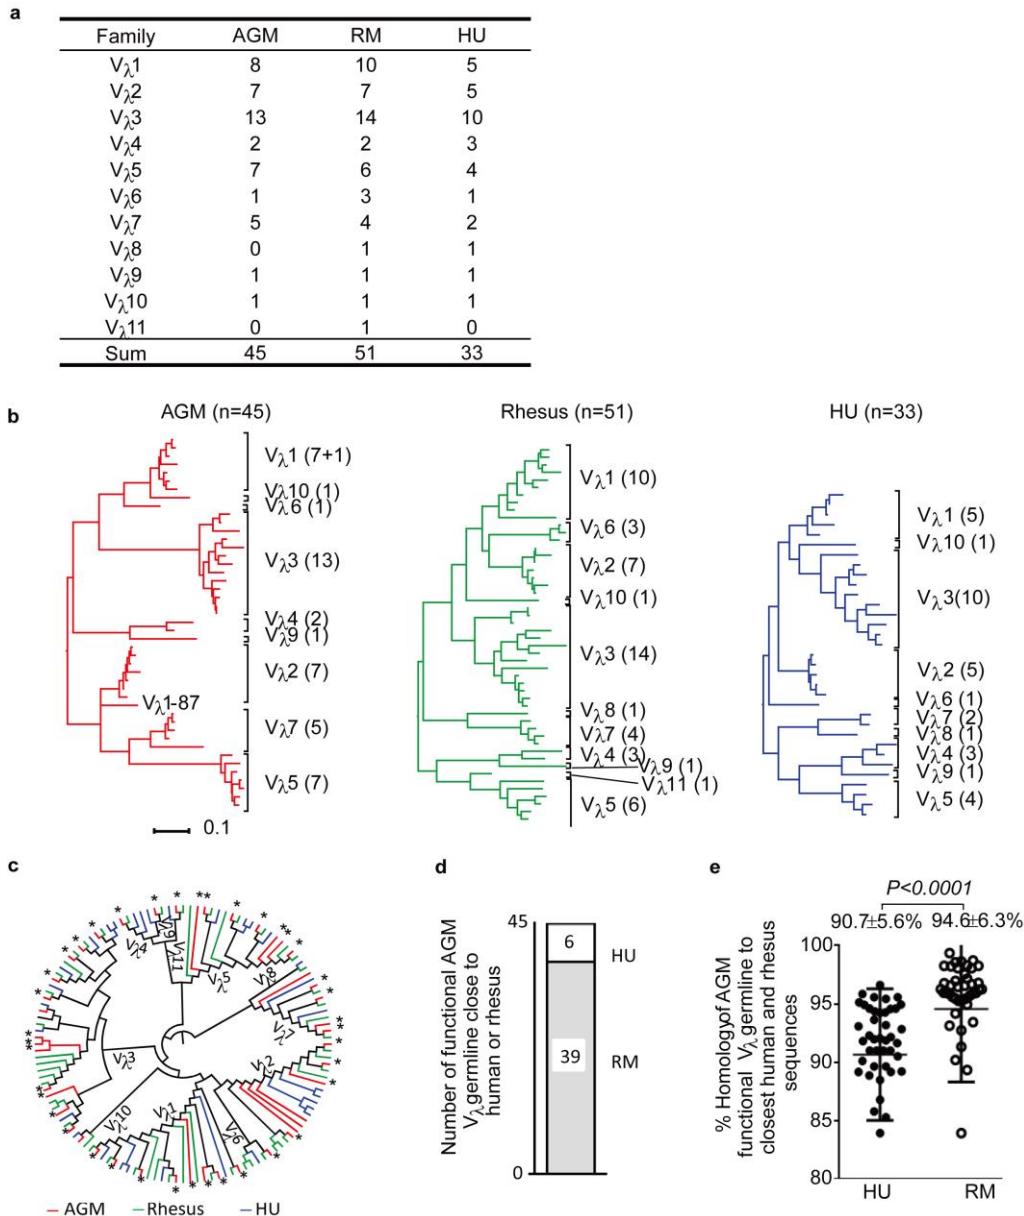 a
Family AGM RM HU
Vλ1 8 10 5
Vλ2 7 7 5
Vλ3 13 14 10
Vλ4 2 2 3
Vλ5 7 6 4
Vλ6 1 3 1
Vλ7 5 4 2
Vλ8 0 1 1
Vλ9 1 1 1
Vλ10 1 1 1
Vλ11 0 1 0
Sum 45 51 33
b
AGM (n=45)
Vλ1 (7+1)
Vλ10 (1)
Vλ6 (1)
Vλ3 (13)
Vλ4 (2)
Vλ9 (1)
Vλ2 (7)
Vλ1-87
Vλ7 (5)
Vλ5 (7)
0.1
Rhesus (n=51)
Vλ1 (10)
Vλ6 (3)
Vλ2 (7)
Vλ10 (1)
Vλ3 (14)
Vλ8 (1)
Vλ7 (4)
Vλ4 (3)
Vλ9 (1)
Vλ11 (1)
Vλ5 (6)
HU (n=33)
Vλ1 (5)
Vλ10 (1)
Vλ3(10)
Vλ2 (5)
Vλ6 (1)
Vλ7 (2)
Vλ8 (1)
Vλ4 (3)
Vλ9 (1)
Vλ5 (4)
c
Vλ4
Vλ9
Vλ11
Vλ5
Vλ8
Vλ7
Vλ2
Vλ6
Vλ1
Vλ10
Vλ3
AGM Rhesus HU
d
Number of functional AGM
Vλ germline close to
human or rhesus
45
0
6
39
HU
RM
e
P<0.0001
90.7±5.6% 94.6±6.3%
% Homologyof AGM
functional Vλ germline to
closest human and rhesus
sequences
100
95
90
85
80
HU RM